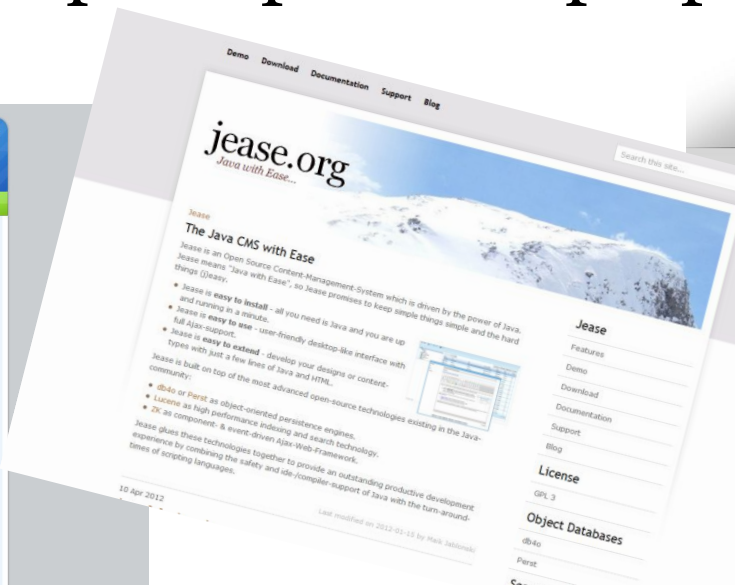 Demo Download Documentation Support Blog
Search this site...
jease.org
Java with Ease...
Jease
The Java CMS with Ease
Jease is an Open Source Content-Management-System which is driven by the power of Java.
Jease means "Java with Ease", so Jease promises to keep simple things simple and the hard
things (j)easy.
• Jease is easy to install - all you need is Java and you are up
and running in a minute.
• Jease is easy to use - user-friendly desktop-like interface with
full Ajax-support.
• Jease is easy to extend - develop your designs or content-
types with just a few lines of Java and HTML.
Jease is built on top of the most advanced open-source technologies existing in the Java-
community:
• db4o or Perst as object-oriented persistence engines.
• Lucene as high performance indexing and search technology.
• ZK as component- & event-driven Ajax-Web-Framework.
Jease glues these technologies together to provide an outstanding productive development
experience by combining the safety and ide-/compiler-support of Java with the turn-around-
times of scripting languages.
Last modified on 2012-01-15 by Maik Jablonski
10 Apr 2012
Jease
Features
Demo
Download
Documentation
Support
Blog
License
GPL 3
Object Databases
db4o
Perst